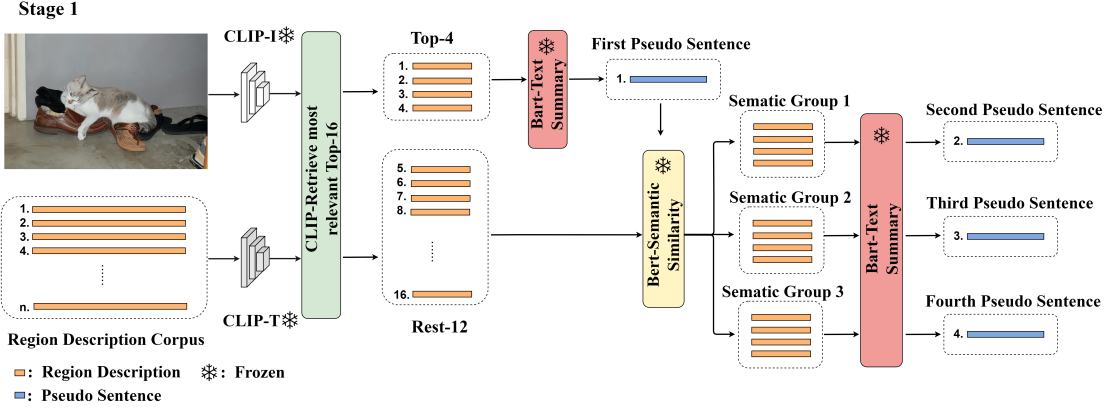 Stage 1
CLIP-I
CLIP-T
CLIP-Retrieve most
relevant Top-16
Top-4
1.
2.
3.
4.
Bart-Text
Summary
First Pseudo Sentence
1.
1.
2.
3.
4.
n.
Region Description Corpus
5.
6.
7.
8.
16.
Rest-12
Bert-Semantic
Similarity
Sematic Group 1
Sematic Group 2
Sematic Group 3
Bart-Text
Summary
Second Pseudo Sentence
2.
Third Pseudo Sentence
3.
Fourth Pseudo Sentence
4.
: Region Description
: Frozen
: Pseudo Sentence